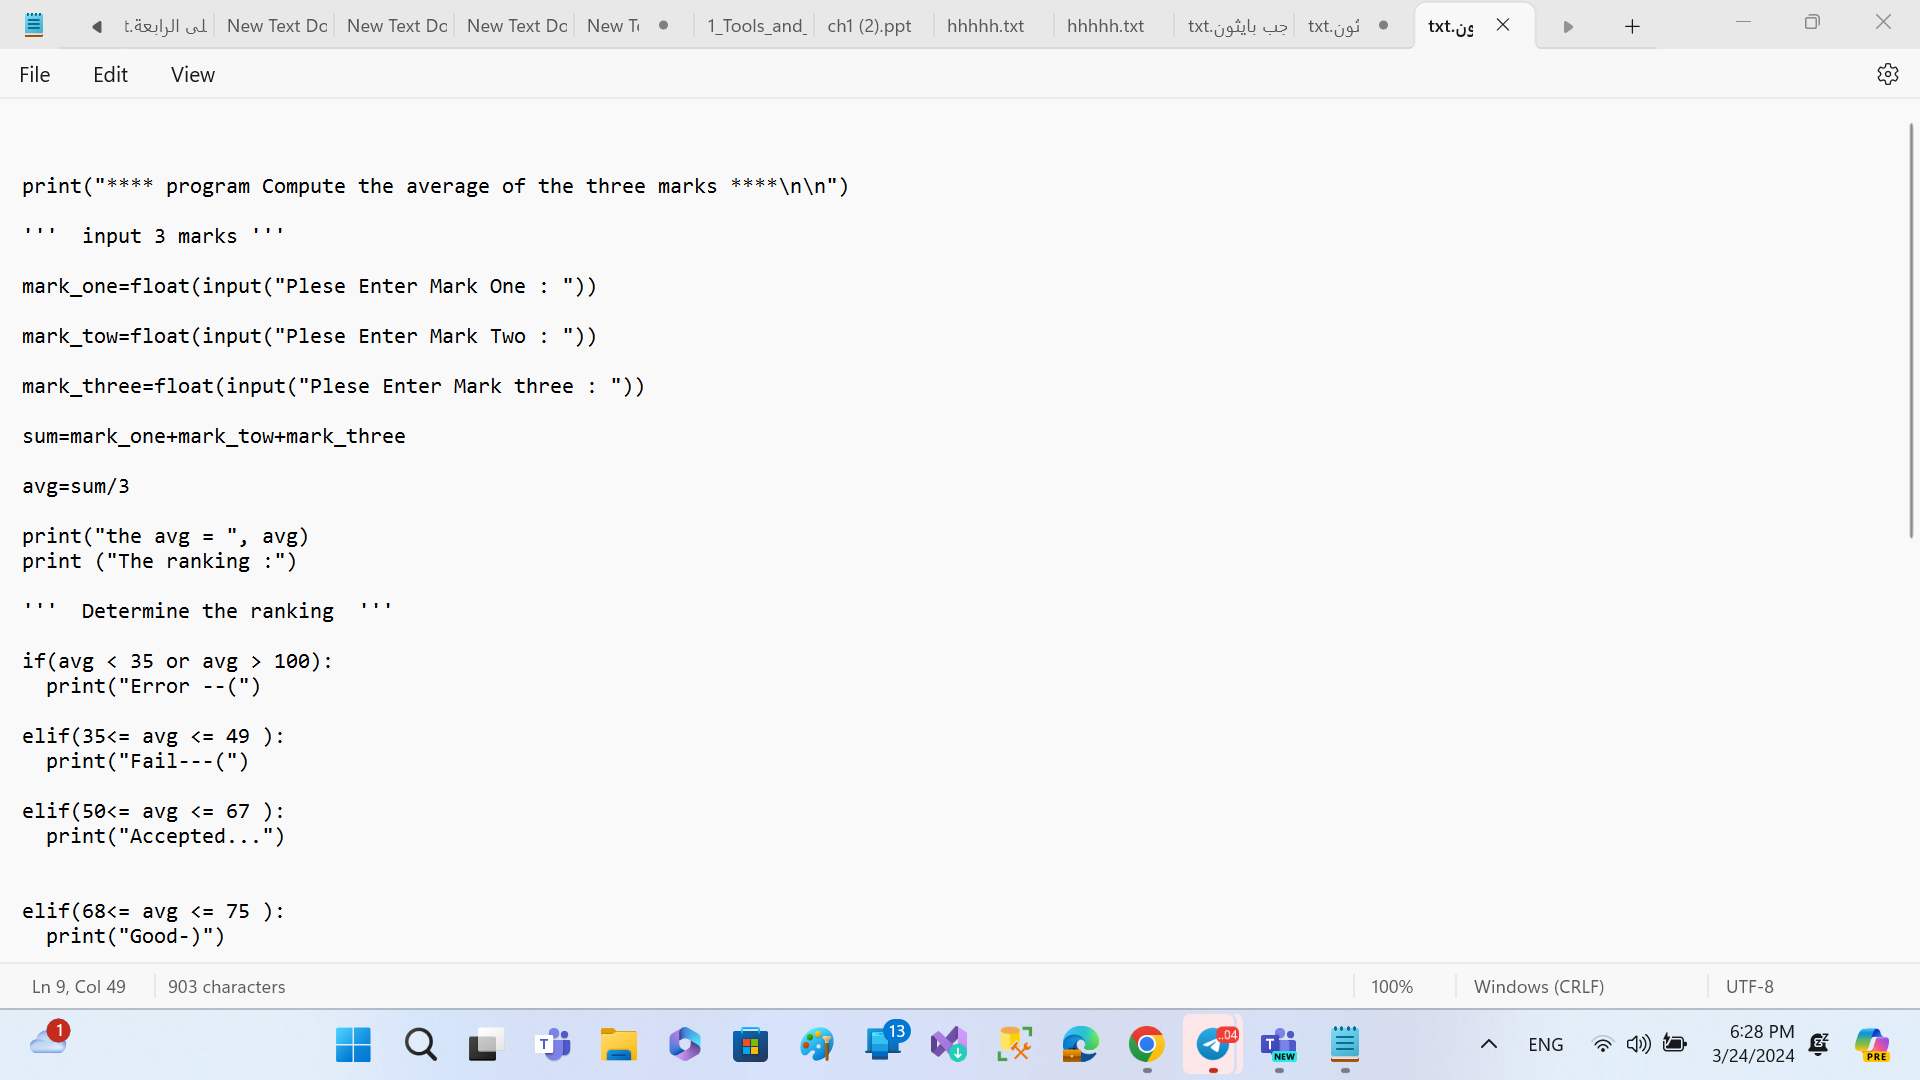 لى الرابعة.t
New Text Do
New Text Do
New Text Do
New Te
1_Tools_and_
ch1 (2).ppt
hhhhh.txt
hhhhh.txt
جب بايثون.txt
ثون.txt
ون.txt
File Edit View
print("**** program Compute the average of the three marks ****\n\n")
''' input 3 marks '''
mark_one=float(input("Plese Enter Mark One : "))
mark_tow=float(input("Plese Enter Mark Two : "))
mark_three=float(input("Plese Enter Mark three : "))
sum=mark_one+mark_tow+mark_three
avg=sum/3
print("the avg = ", avg)
print ("The ranking :")
''' Determine the ranking '''
if(avg < 35 or avg > 100):
  print("Error --(")
elif(35<= avg <= 49 ):
  print("Fail---(")
elif(50<= avg <= 67 ):
  print("Accepted...")
elif(68<= avg <= 75 ):
  print("Good-)")
Ln 9, Col 49 903 characters 100% Windows (CRLF) UTF-8
1
13
..04
NEW
ENG
6:28 PM
3/24/2024
PRE